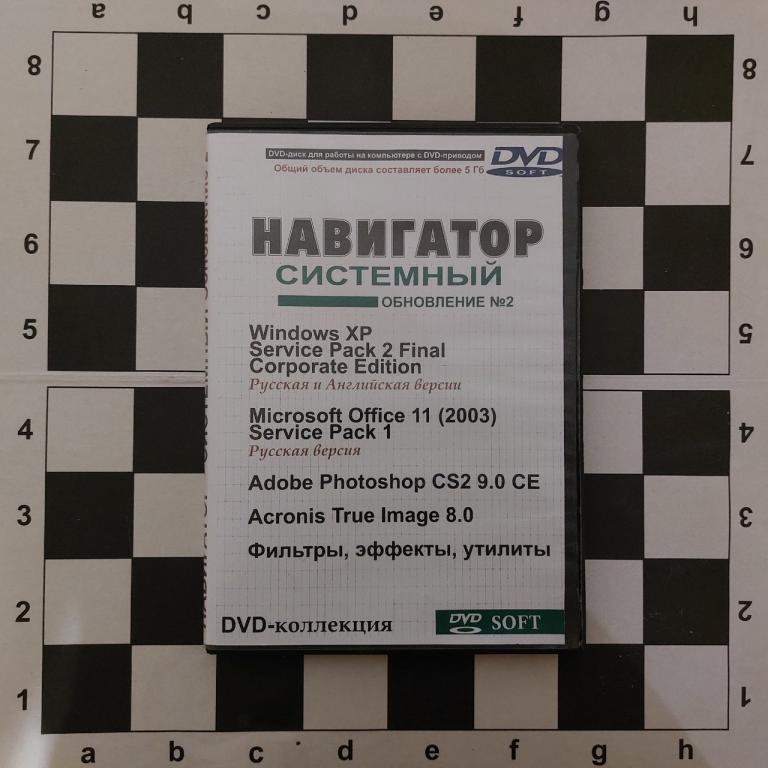 a b c d e f g h
8 8
7 7
6 6
5 5
4 4
3 3
2 2
1 1
DVD-диск для работы на компьютере с DVD-приводом
Общий объем диска составляет более 5 Гб
DVD
SOFT
НАВИГАТОР
СИСТЕМНЫЙ
ОБНОВЛЕНИЕ №2
Windows XP
Service Pack 2 Final
Corporate Edition
Русская и Английская версии
Microsoft Office 11 (2003)
Service Pack 1
Русская версия
Adobe Photoshop CS2 9.0 CE
Acronis True Image 8.0
Фильтры, эффекты, утилиты
DVD-коллекция
DVD SOFT
a b c d e f g h